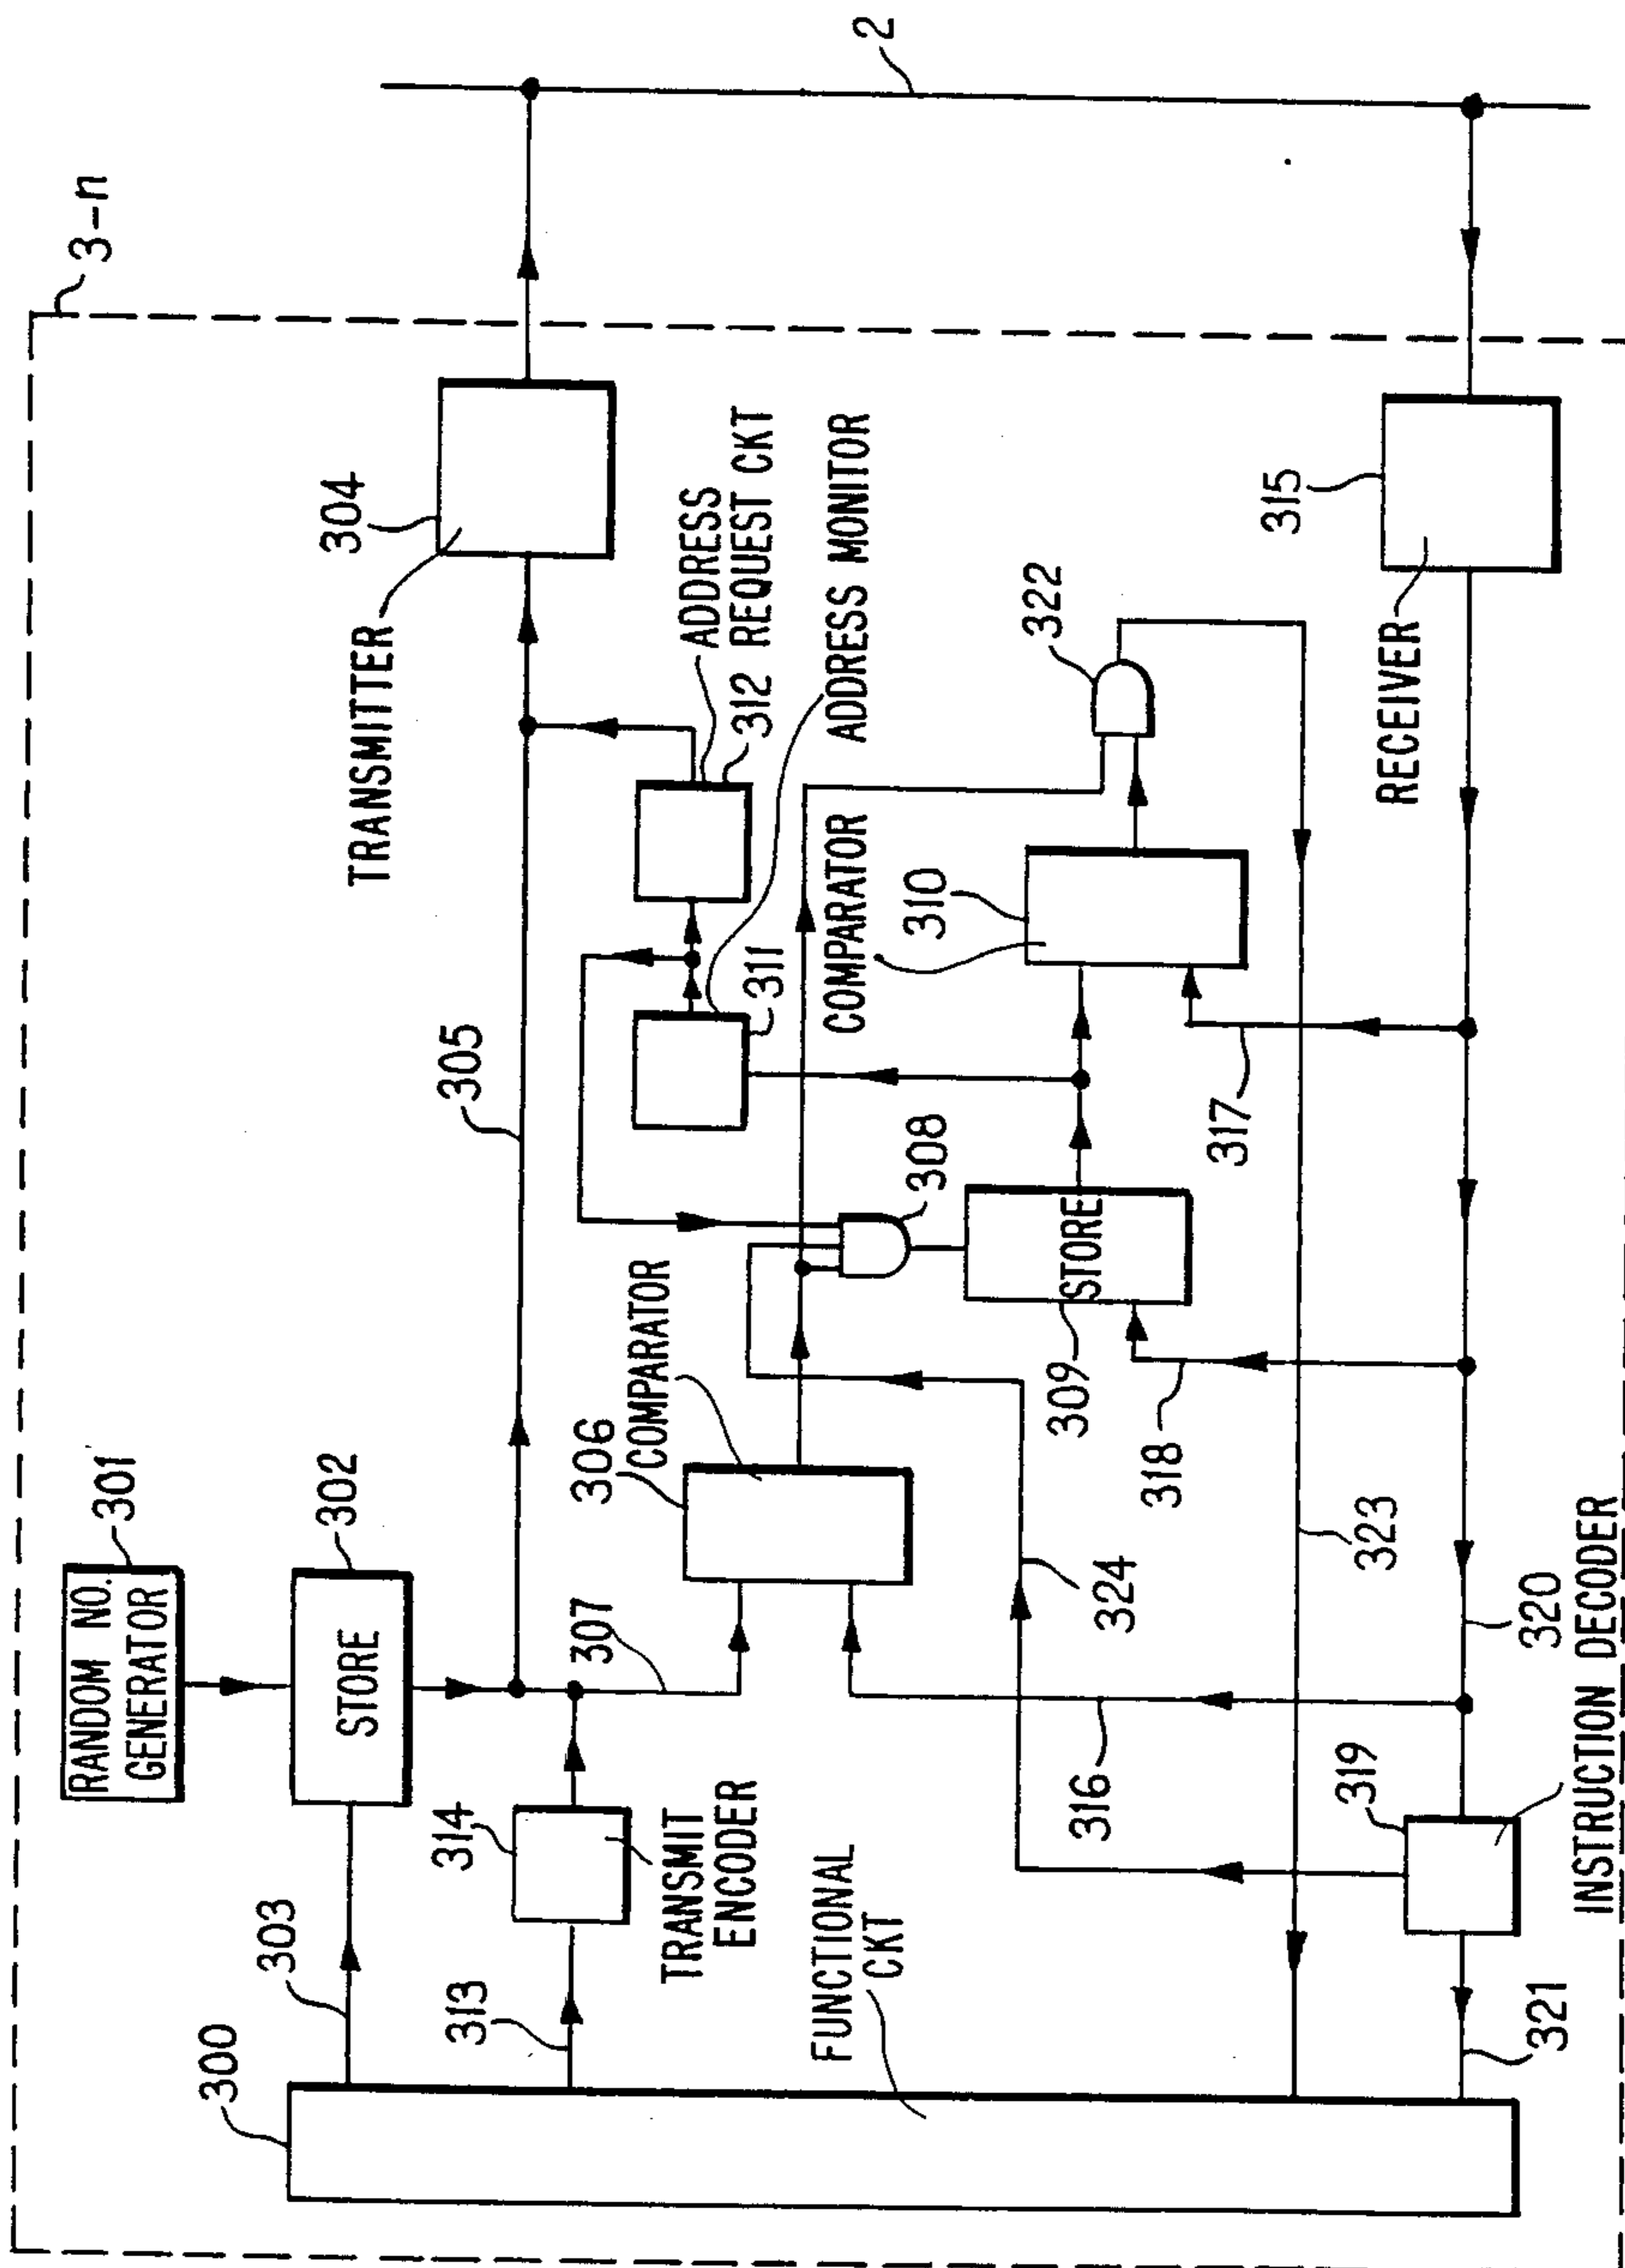 3-n
2
300
303
RANDOM NO.
GENERATOR
301
STORE
302
305
TRANSMITTER
304
313
314
TRANSMIT
ENCODER
307
306
COMPARATOR
308
311
ADDRESS
312 REQUEST CKT
ADDRESS MONITOR
FUNCTIONAL
CKT
324
309
STORE
COMPARATOR
310
322
316
318
317
323
RECEIVER
315
319
320
321
INSTRUCTION DECODER